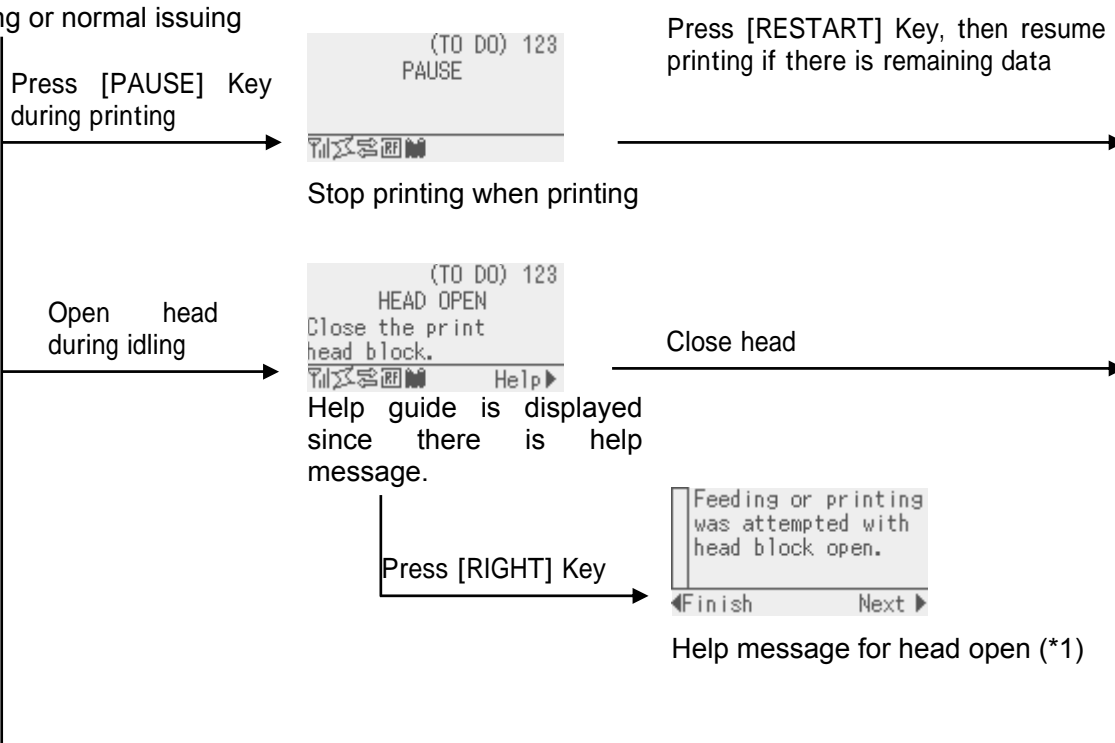 ng or normal issuing
Press [PAUSE] Key
during printing
(TO DO) 123
PAUSE
RF
Stop printing when printing
Press [RESTART] Key, then resume
printing if there is remaining data
Open head
during idling
(TO DO) 123
HEAD OPEN
Close the print
head block.
RF Help
Help guide is displayed
since there is help
message.
Close head
Press [RIGHT] Key
Feeding or printing
was attempted with
head block open.
Finish Next
Help message for head open (*1)